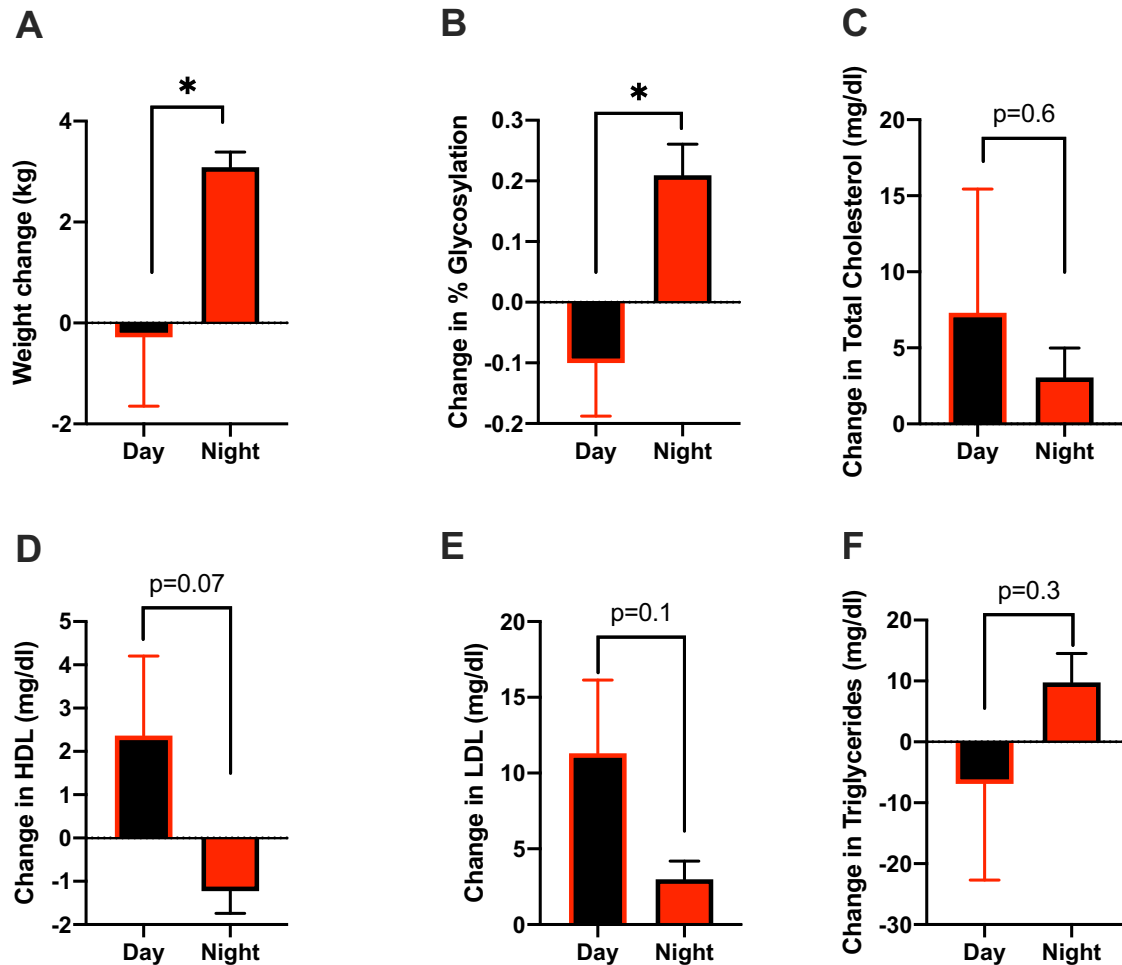 A
*
Weight change (kg)
4
2
0
-2
Day Night
B
*
Change in % Glycosylation
0.3
0.2
0.1
0.0
-0.1
-0.2
Day Night
C
p=0.6
Change in Total Cholesterol (mg/dl)
20
15
10
5
0
Day Night
D
p=0.07
Change in HDL (mg/dl)
5
4
3
2
1
0
-1
-2
Day Night
E
p=0.1
Change in LDL (mg/dl)
20
15
10
5
0
Day Night
F
p=0.3
Change in Triglycerides (mg/dl)
20
10
0
-10
-20
-30
Day Night